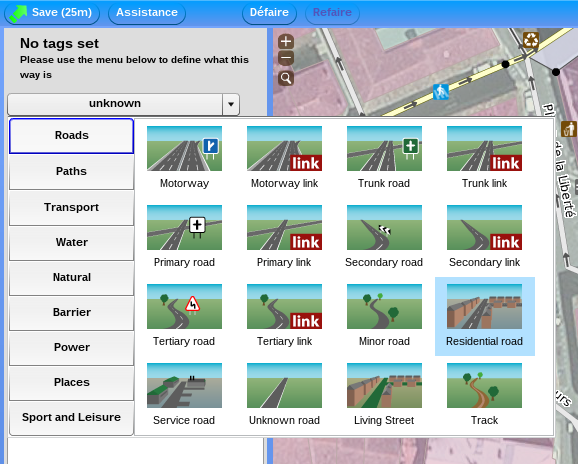 Save (25m)
Assistance
Défaire
Refaire
No tags set
Please use the menu below to define what this
way is
unknown
Roads
Paths
Transport
Water
Natural
Barrier
Power
Places
Sport and Leisure
Motorway
link
Motorway link
Trunk road
link
Trunk link
Primary road
link
Primary link
Secondary road
link
Secondary link
Tertiary road
link
Tertiary link
Minor road
Residential road
Service road
Unknown road
Living Street
Track
de la Liberté